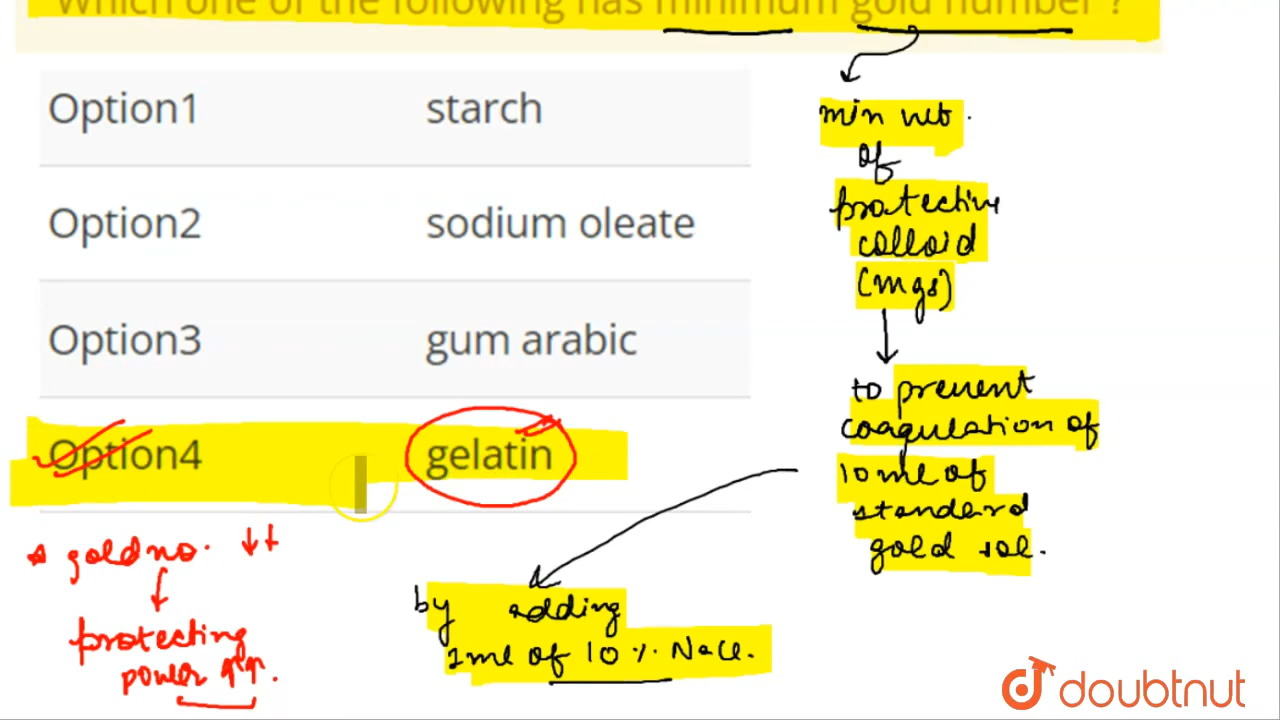 Which one of the following has minimum gold number ?
Option1 starch
Option2 sodium oleate
Option3 gum arabic
Option4 gelatin
min wt.
of
protective
colloid
(mgs)
to prevent
coagulation of
10 ml of
standard
gold sol.
by adding
1ml of 10 % NaCl.
gold no. ↓↓
↓
protecting
power ↑↑.
doubtnut